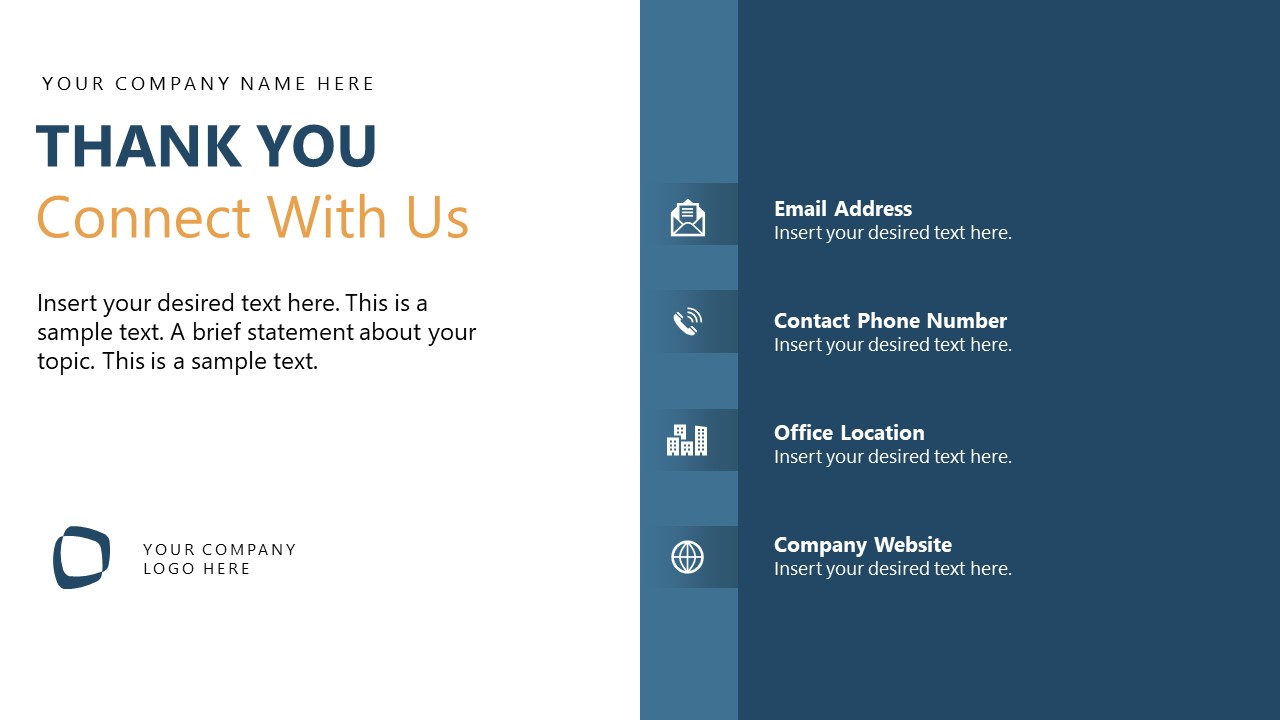 YOUR COMPANY NAME HERE
THANK YOU
Connect With Us
Insert your desired text here. This is a
sample text. A brief statement about your
topic. This is a sample text.
YOUR COMPANY
LOGO HERE
Email Address
Insert your desired text here.
Contact Phone Number
Insert your desired text here.
Office Location
Insert your desired text here.
Company Website
Insert your desired text here.